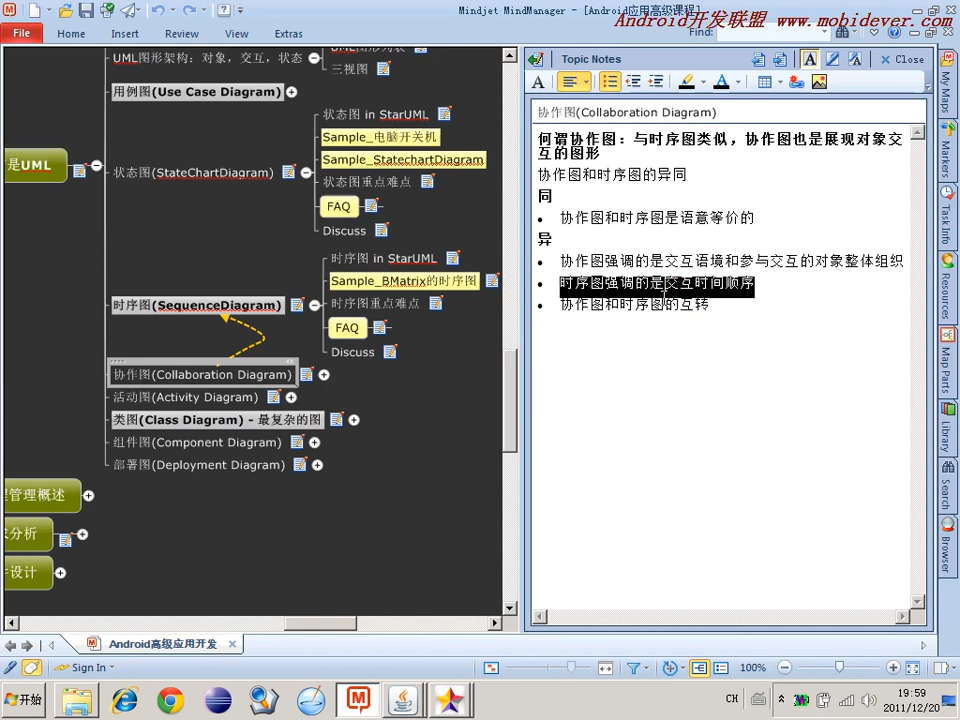 Mindjet MindManager - [Android应用高级课程]
Android开发联盟 www.mobidever.com
File
Home
Insert
Review
View
Extras
Find:
UML图形架构：对象，交互，状态
UML图形列表
三视图
用例图(Use Case Diagram)
是UML
状态图(StateChartDiagram)
状态图 in StarUML
Sample_电脑开关机
Sample_StatechartDiagram
状态图重点难点
FAQ
Discuss
时序图(SequenceDiagram)
时序图 in StarUML
Sample_BMatrix的时序图
时序图重点难点
FAQ
Discuss
协作图(Collaboration Diagram)
活动图(Activity Diagram)
类图(Class Diagram) - 最复杂的图
组件图(Component Diagram)
部署图(Deployment Diagram)
程管理概述
分析
设计
Topic Notes
Close
协作图(Collaboration Diagram)
何谓协作图：与时序图类似，协作图也是展现对象交
互的图形
协作图和时序图的异同
同
• 协作图和时序图是语意等价的
异
• 协作图强调的是交互语境和参与交互的对象整体组织
• 时序图强调的是交互时间顺序
• 协作图和时序图的互转
My Maps
Markers
Task Info
Resources
Map Parts
Library
Search
Browser
Android高级应用开发
Sign In
100%
开始
CH
19:59
2011/12/20